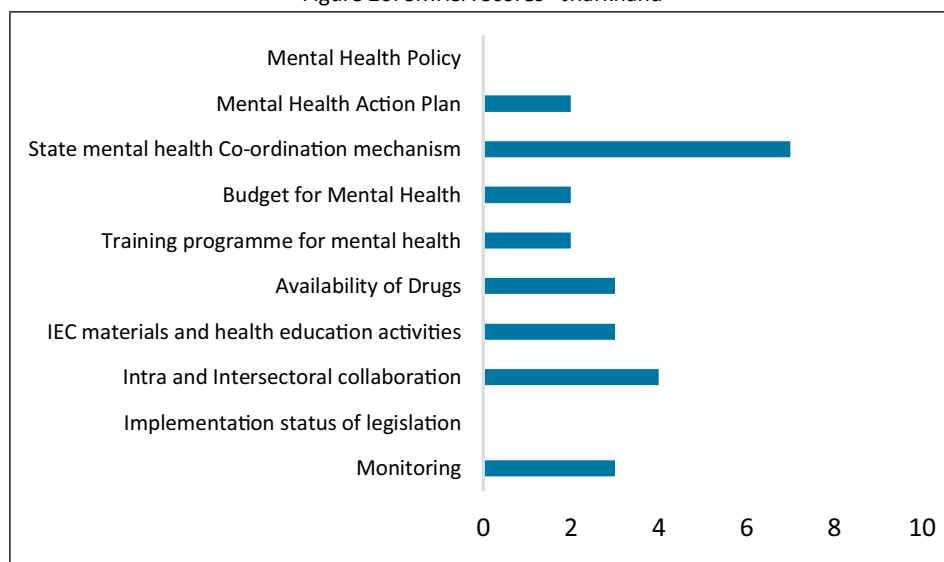 Mental Health Policy
Mental Health Action Plan
State mental health Co-ordination mechanism
Budget for Mental Health
Training programme for mental health
Availability of Drugs
IEC materials and health education activities
Intra and Intersectoral collaboration
Implementation status of legislation
Monitoring
0 2 4 6 8 10